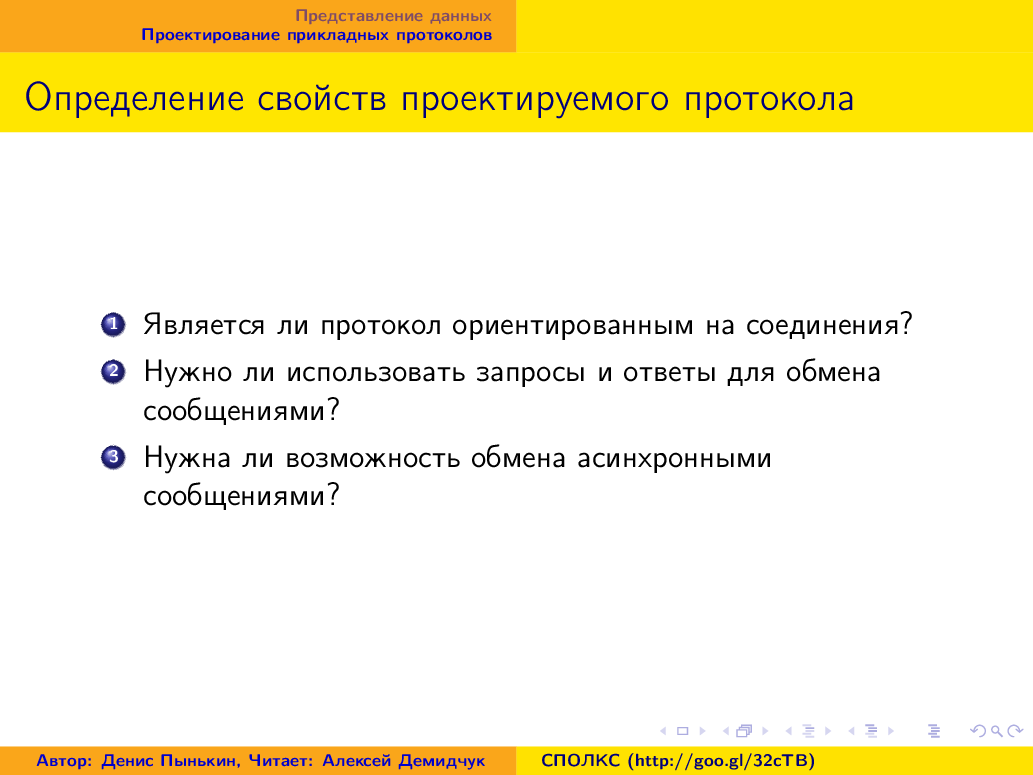 Представление данных
Проектирование прикладных протоколов
Определение свойств проектируемого протокола
1 Является ли протокол ориентированным на соединения?
2 Нужно ли использовать запросы и ответы для обмена
сообщениями?
3 Нужна ли возможность обмена асинхронными
сообщениями?
Автор: Денис Пынькин, Читает: Алексей Демидчук
СПОЛКС (http://goo.gl/32cTB)